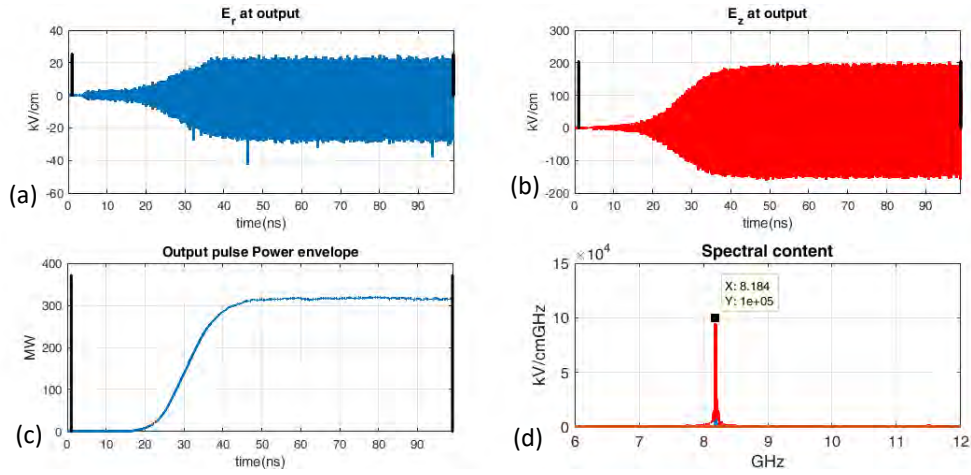 E_r at output
40
20
0
-20
-40
-60
kV/cm
0 10 20 30 40 50 60 70 80 90
time(ns)
(a)
E_z at output
300
200
100
0
-100
-200
kV/cm
0 10 20 30 40 50 60 70 80 90
time(ns)
(b)
Output pulse Power envelope
400
300
200
100
0
MW
0 10 20 30 40 50 60 70 80 90
time(ns)
(c)
Spectral content
×10^4
15
10
5
0
kV/cmGHz
X: 8.184
Y: 1e+05
6 7 8 9 10 11 12
GHz
(d)